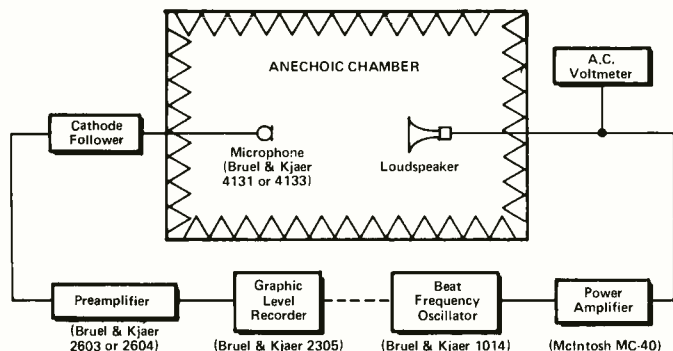 ANECHOIC CHAMBER
A.C.
Voltmeter
Cathode
Follower
Microphone
(Bruel & Kjaer
4131 or 4133)
Loudspeaker
Preamplifier
(Bruel & Kjaer
2603 or 2604)
Graphic
Level
Recorder
(Bruel & Kjaer 2305)
Beat
Frequency
Oscillator
(Bruel & Kjaer 1014)
Power
Amplifier
(McIntosh MC-40)